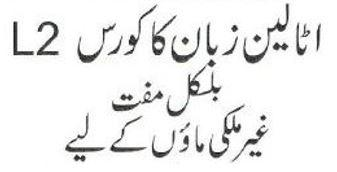 اٹالین زبان کا کورس L2
بلکل مفت
غیر ملکی ماؤں کے لیے